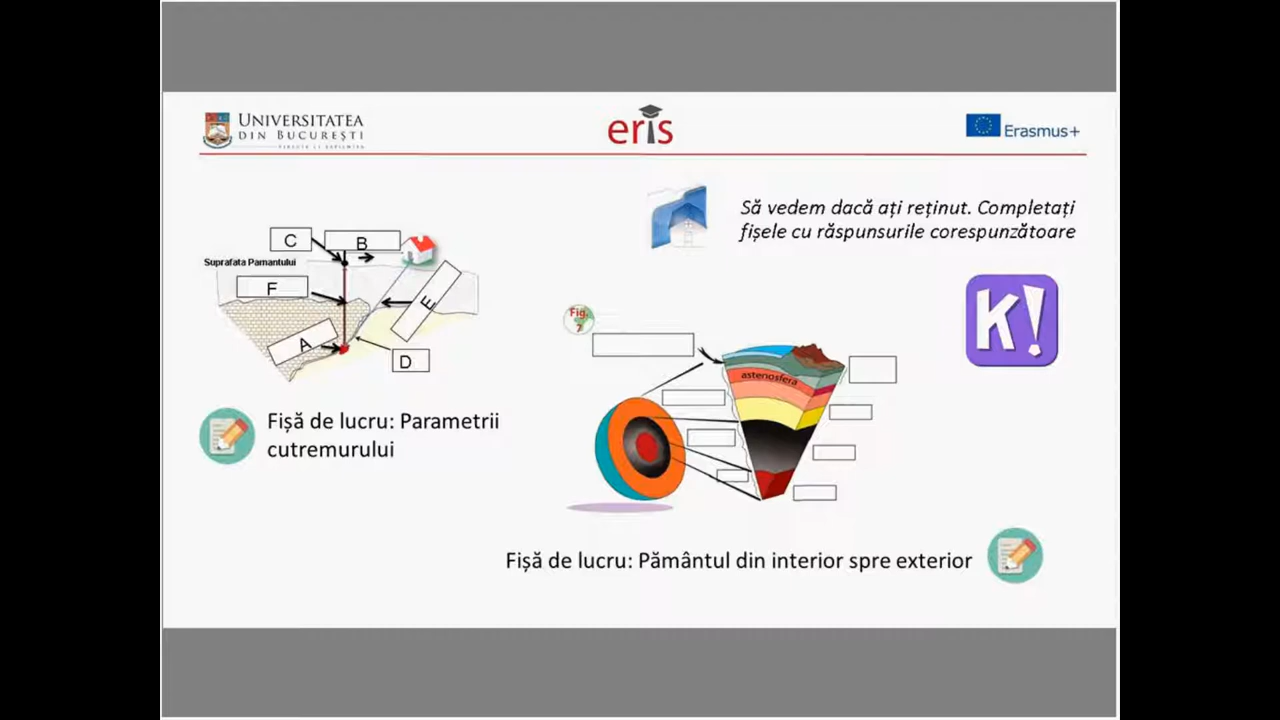 UNIVERSITATEA
DIN BUCUREȘTI
eris
Erasmus+
Să vedem dacă ați reținut. Completați
fișele cu răspunsurile corespunzătoare
C
B
Suprafata Pamantului
F
E
A
D
K!
Fig.
7
astenosfera
Fișă de lucru: Parametrii
cutremurului
Fișă de lucru: Pământul din interior spre exterior